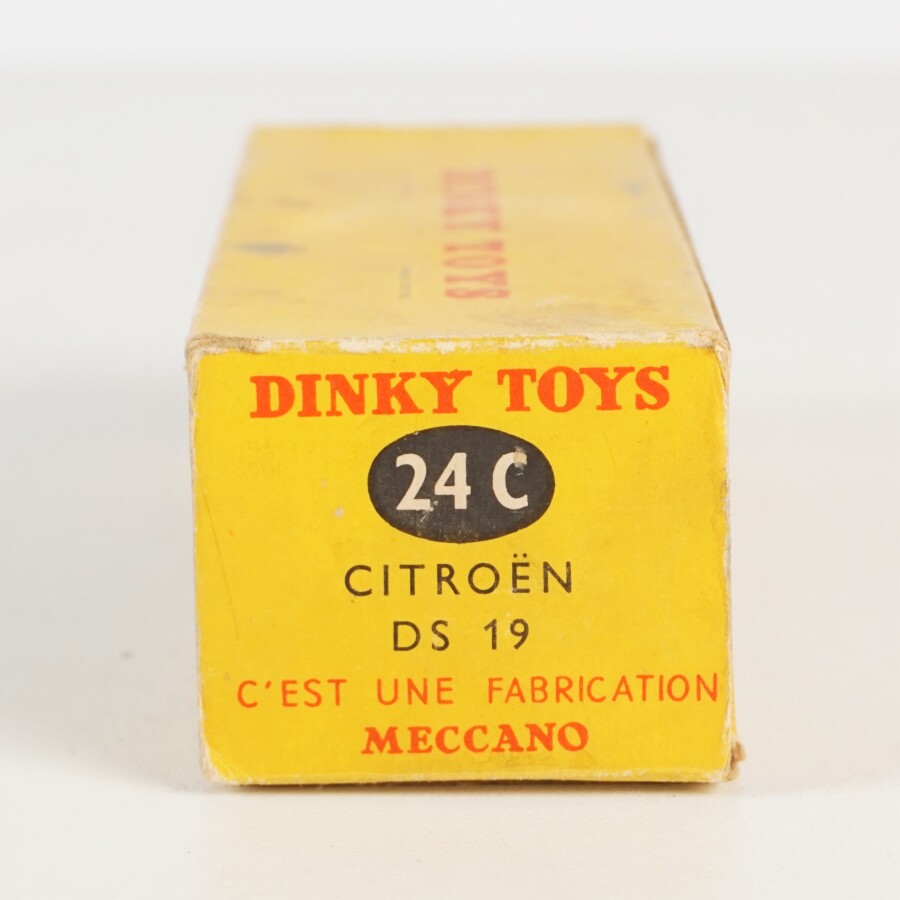 DINKY TOYS
DINKY TOYS
24 C
CITROËN
DS 19
C'EST UNE FABRICATION
MECCANO